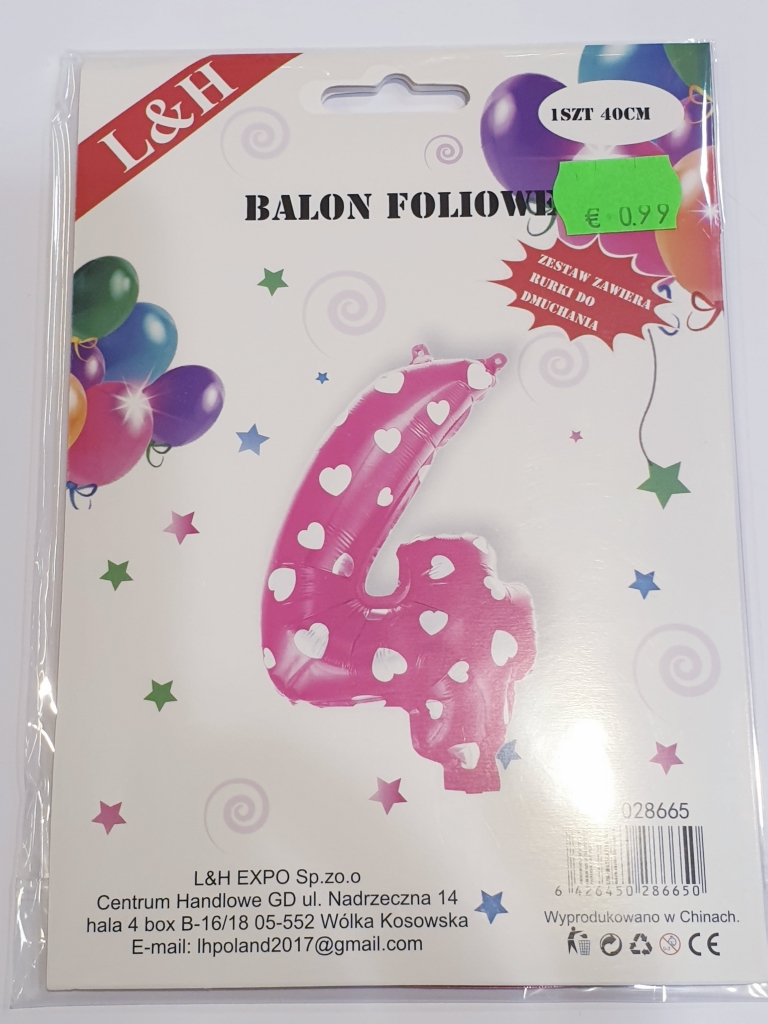 L&H
1SZT 40CM
BALON FOLIOWE
€ 0.99
ZESTAW ZAWIERA
RURKI DO
DMUCHANIA
028665
6 426450 286650
L&H EXPO Sp.zo.o
Centrum Handlowe GD ul. Nadrzeczna 14
hala 4 box B-16/18 05-552 Wólka Kosowska
E-mail: lhpoland2017@gmail.com
Wyprodukowano w Chinach.
CE